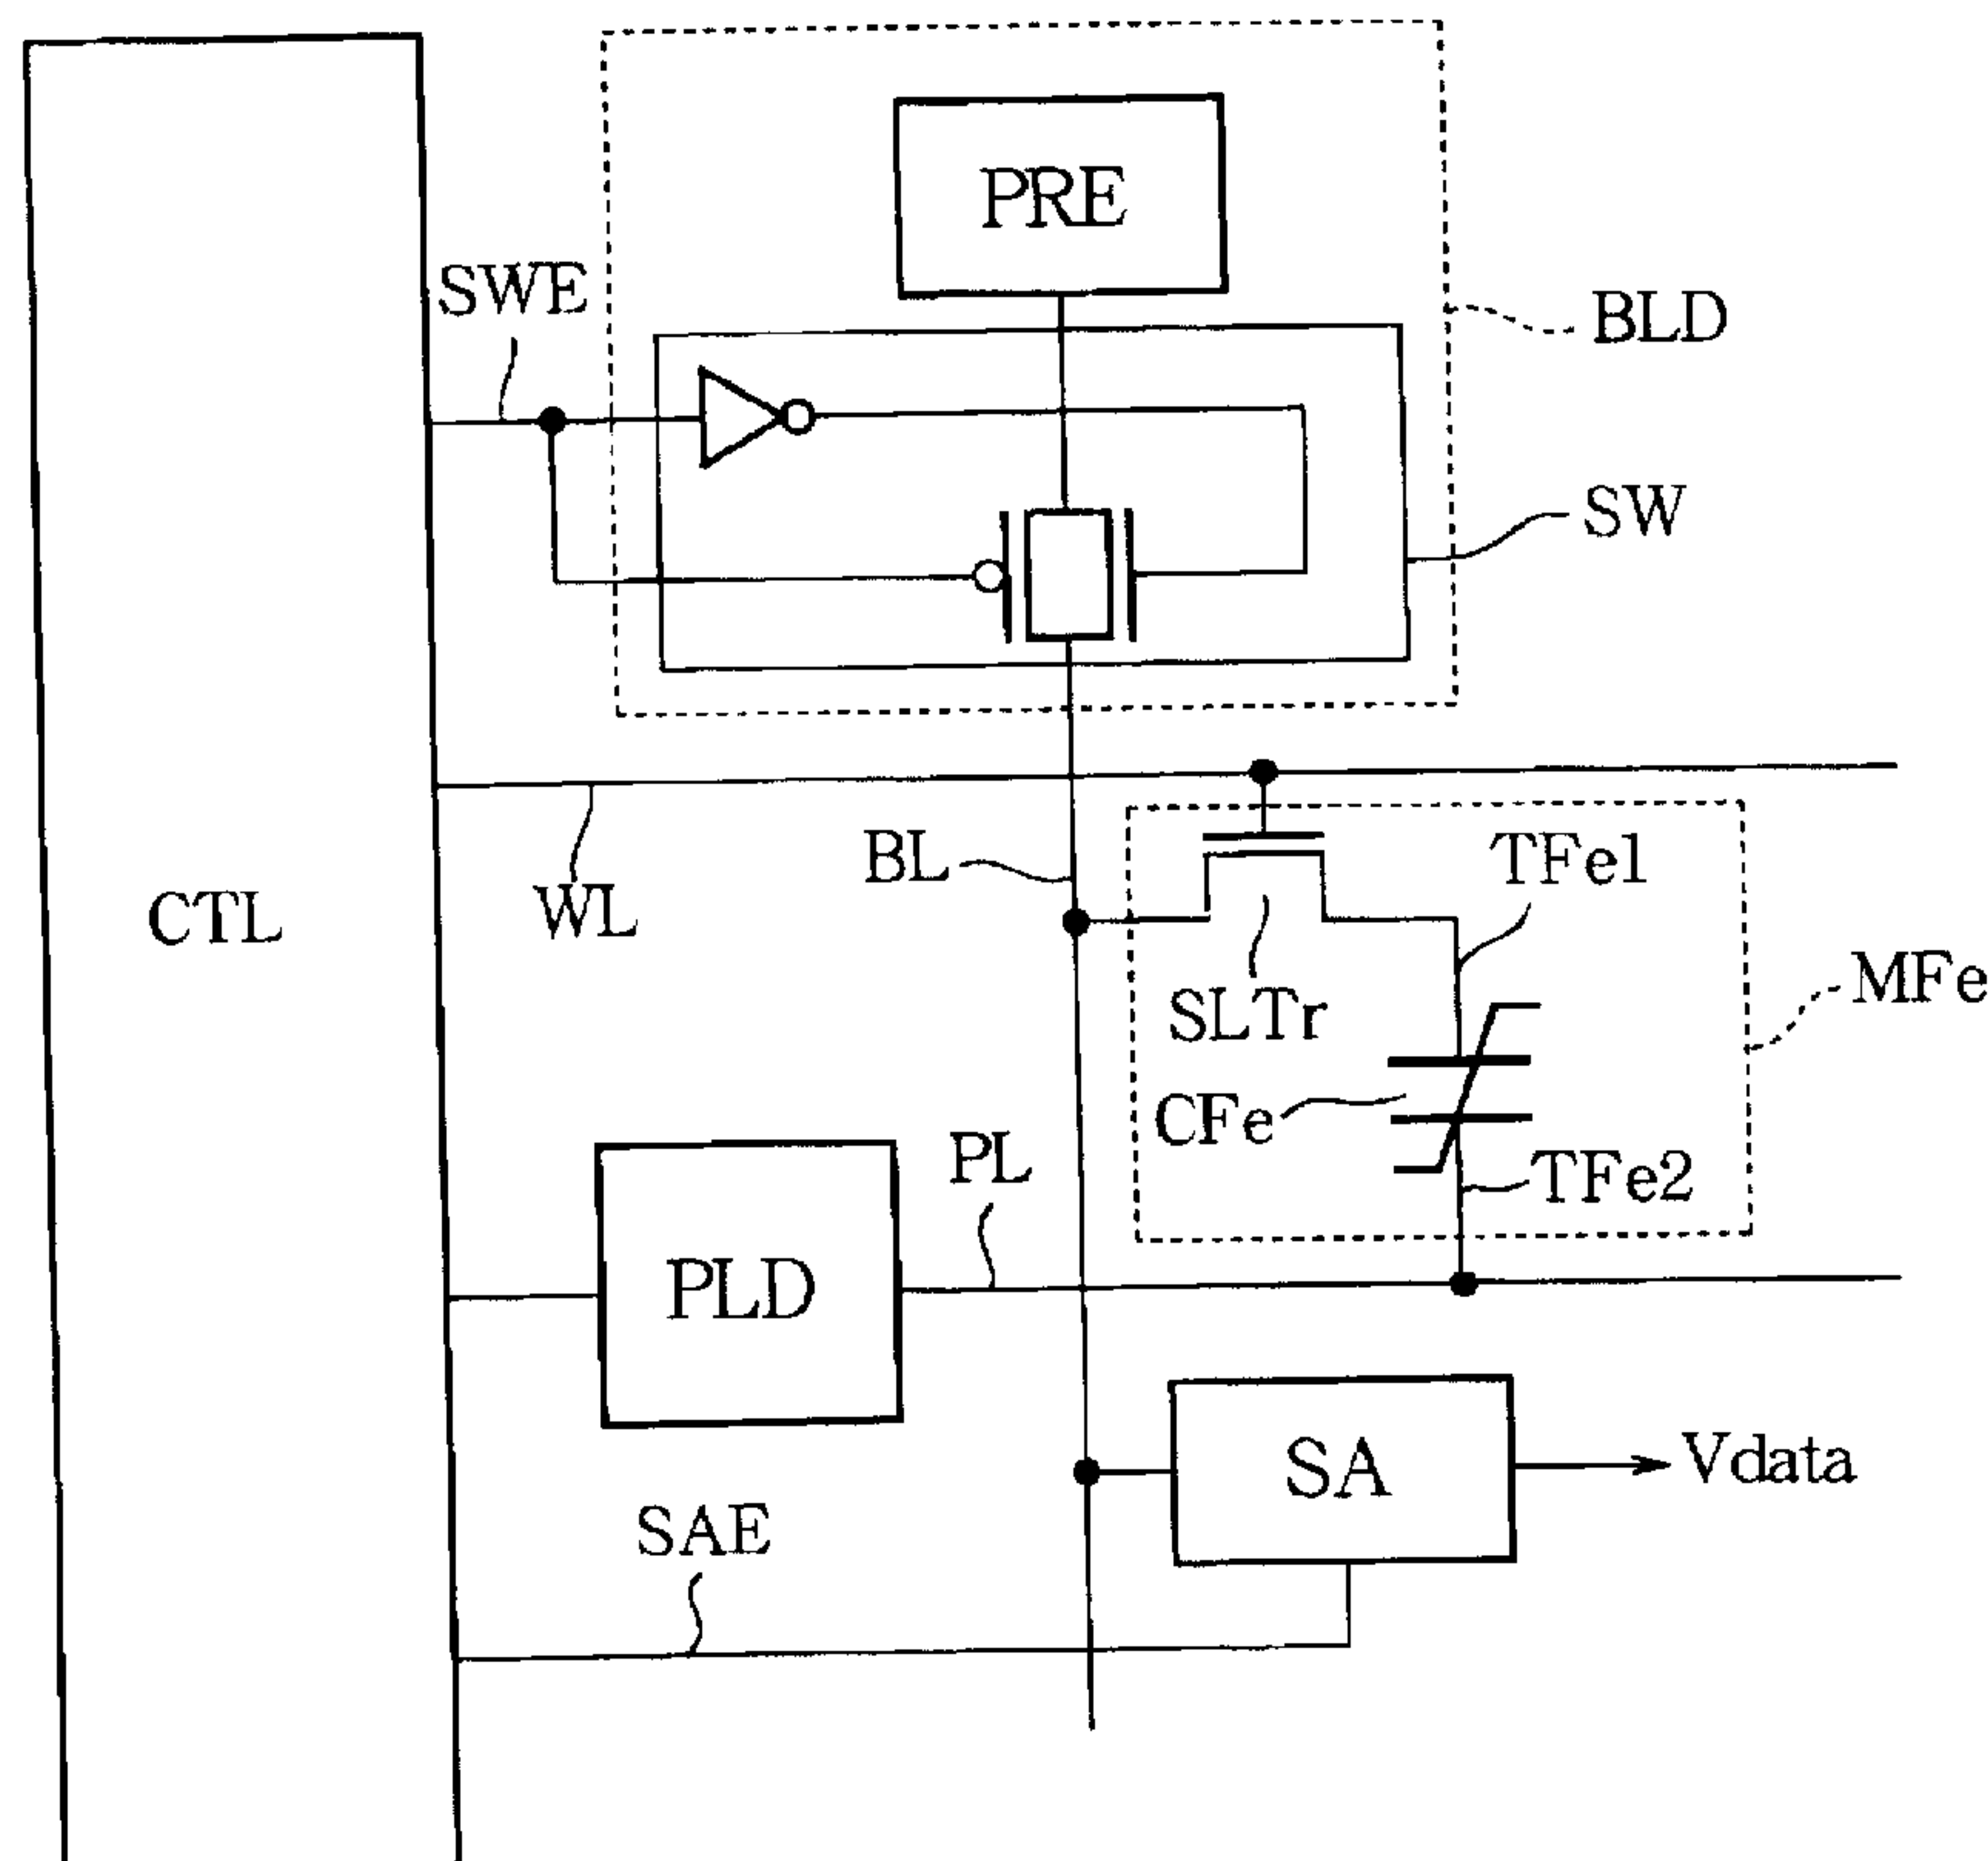 PRE
SWE
BLD
SW
BL
TFe1
CTL
WL
MFe
SLTr
CFe
PL
TFe2
PLD
SA
Vdata
SAE